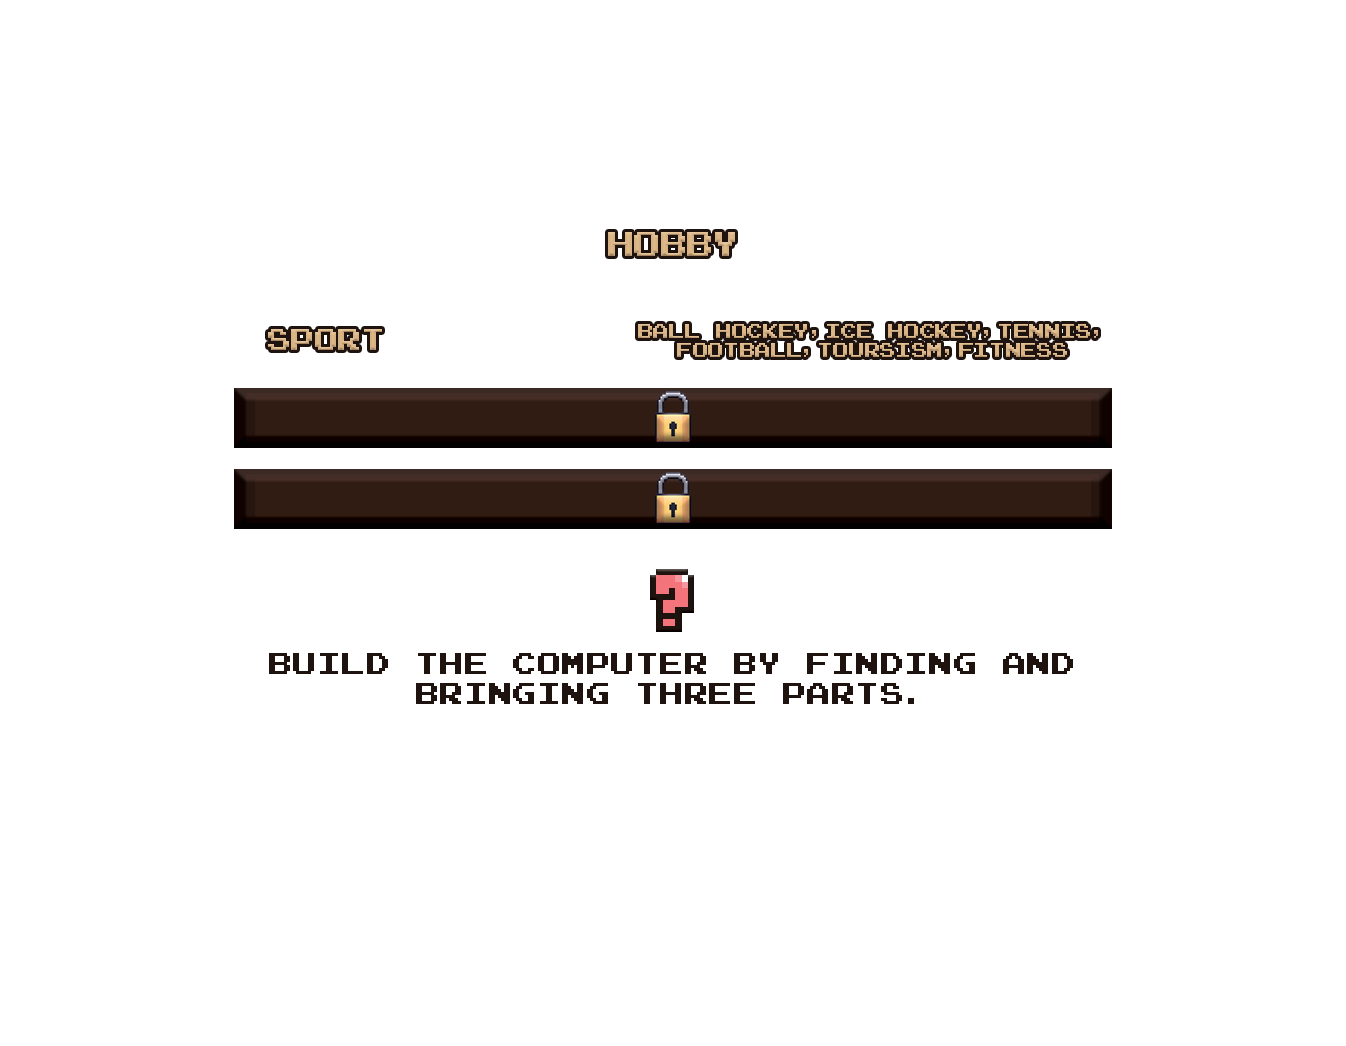 HOBBY
SPORT
BALL HOCKEY, ICE HOCKEY, TENNIS,
FOOTBALL, TOURSISM, FITNESS
?
BUILD THE COMPUTER BY FINDING AND
BRINGING THREE PARTS.